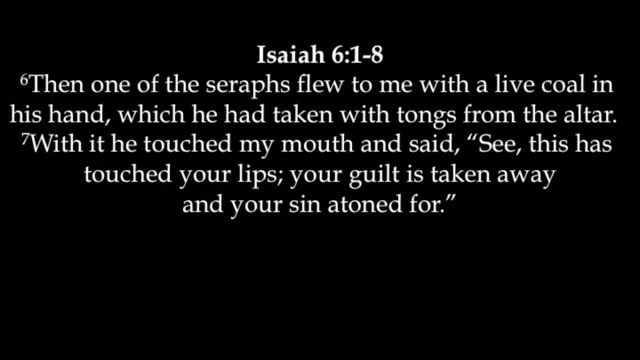 Isaiah 6:1-8
⁶Then one of the seraphs flew to me with a live coal in
his hand, which he had taken with tongs from the altar.
⁷With it he touched my mouth and said, “See, this has
touched your lips; your guilt is taken away
and your sin atoned for.”